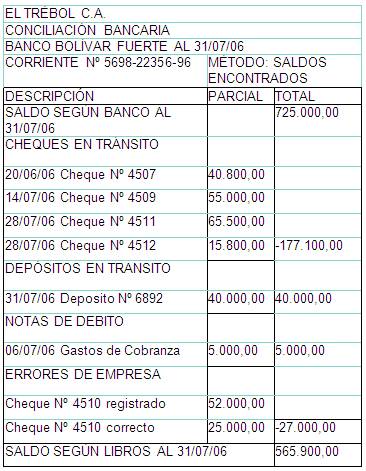 EL TRÉBOL C.A.
CONCILIACIÓN BANCARIA
BANCO BOLÍVAR FUERTE AL 31/07/06
CORRIENTE Nº 5698-22356-96 MÉTODO: SALDOS
ENCONTRADOS
DESCRIPCIÓN PARCIAL TOTAL
SALDO SEGÚN BANCO AL 725.000,00
31/07/06
CHEQUES EN TRÁNSITO
20/06/06 Cheque Nº 4507 40.800,00
14/07/06 Cheque Nº 4509 55.000,00
28/07/06 Cheque Nº 4511 65.500,00
28/07/06 Cheque Nº 4512 15.800,00 -177.100,00
DEPÓSITOS EN TRANSITO
31/07/06 Deposito Nº 6892 40.000,00 40.000,00
NOTAS DE DEBITO
06/07/06 Gastos de Cobranza 5.000,00 5.000,00
ERRORES DE EMPRESA
Cheque Nº 4510 registrado 52.000,00
Cheque Nº 4510 correcto 25.000,00 -27.000,00
SALDO SEGÚN LIBROS AL 31/07/06 565.900,00